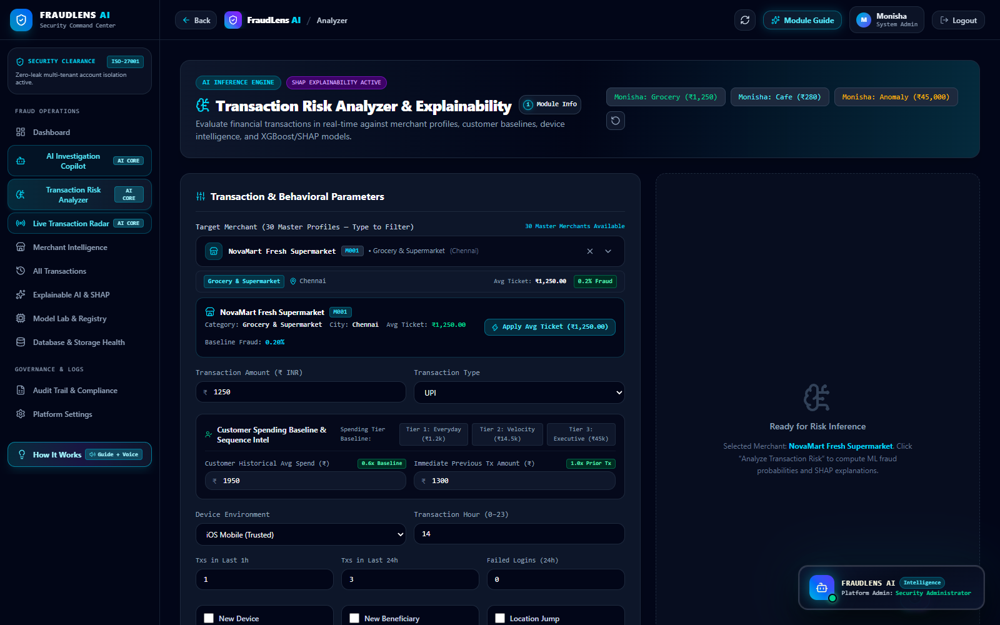 FRAUDLENS AI
Security Command Center
Back
FraudLens AI / Analyzer
Module Guide
M
Monisha
System Admin
Logout
SECURITY CLEARANCE
ISO-27001
Zero-leak multi-tenant account isolation
active.
FRAUD OPERATIONS
Dashboard
AI Investigation
Copilot
AI CORE
Transaction Risk
Analyzer
AI
CORE
Live Transaction Radar
AI CORE
Merchant Intelligence
All Transactions
Explainable AI & SHAP
Model Lab & Registry
Database & Storage Health
GOVERNANCE & LOGS
Audit Trail & Compliance
Platform Settings
How It Works
Guide + Voice
AI INFERENCE ENGINE
SHAP EXPLAINABILITY ACTIVE
Transaction Risk Analyzer & Explainability
Module Info
Evaluate financial transactions in real-time against merchant profiles, customer baselines, device
intelligence, and XGBoost/SHAP models.
Monisha: Grocery (₹1,250)
Monisha: Cafe (₹280)
Monisha: Anomaly (₹45,000)
Transaction & Behavioral Parameters
Target Merchant (30 Master Profiles — Type to Filter)
30 Master Merchants Available
NovaMart Fresh Supermarket M001 • Grocery & Supermarket (Chennai)
Grocery & Supermarket
Chennai
Avg Ticket: ₹1,250.00
0.2% Fraud
NovaMart Fresh Supermarket M001
Category: Grocery & Supermarket City: Chennai Avg Ticket: ₹1,250.00
Baseline Fraud: 0.20%
Apply Avg Ticket (₹1,250.00)
Transaction Amount (₹ INR)
₹ 1250
Transaction Type
UPI
Customer Spending Baseline &
Sequence Intel
Spending Tier
Baseline:
Tier 1: Everyday
(₹1.2k)
Tier 2: Velocity
(₹14.5k)
Tier 3:
Executive (₹45k)
Customer Historical Avg Spend (₹)
0.6x Baseline
₹ 1950
Immediate Previous Tx Amount (₹)
1.0x Prior Tx
₹ 1300
Device Environment
iOS Mobile (Trusted)
Transaction Hour (0–23)
14
Txs in Last 1h
1
Txs in Last 24h
3
Failed Logins (24h)
0
New Device
New Beneficiary
Location Jump
Ready for Risk Inference
Selected Merchant: NovaMart Fresh Supermarket. Click
“Analyze Transaction Risk” to compute ML fraud
probabilities and SHAP explanations.
FRAUDLENS AI
Intelligence
Platform Admin: Security Administrator